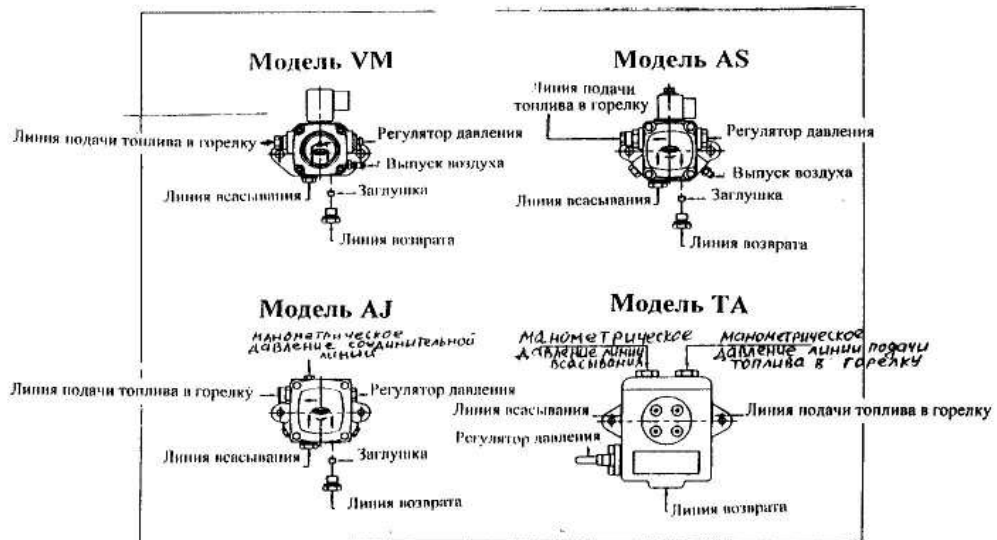 Модель VM
Линия подачи топлива в горелку
Регулятор давления
Выпуск воздуха
Линия всасывания
Заглушка
Линия возврата
Модель AS
Линия подачи
топлива в горелку
Регулятор давления
Выпуск воздуха
Линия всасывания
Заглушка
Линия возврата
Модель AJ
манометрическое
давление соединительной
линии
Линия подачи топлива в горелку
Регулятор давления
Линия всасывания
Заглушка
Линия возврата
Модель TA
манометрическое
давление линии
всасывания
манометрическое
давление линии подачи
топлива в горелку
Линия всасывания
Линия подачи топлива в горелку
Регулятор давления
Линия возврата